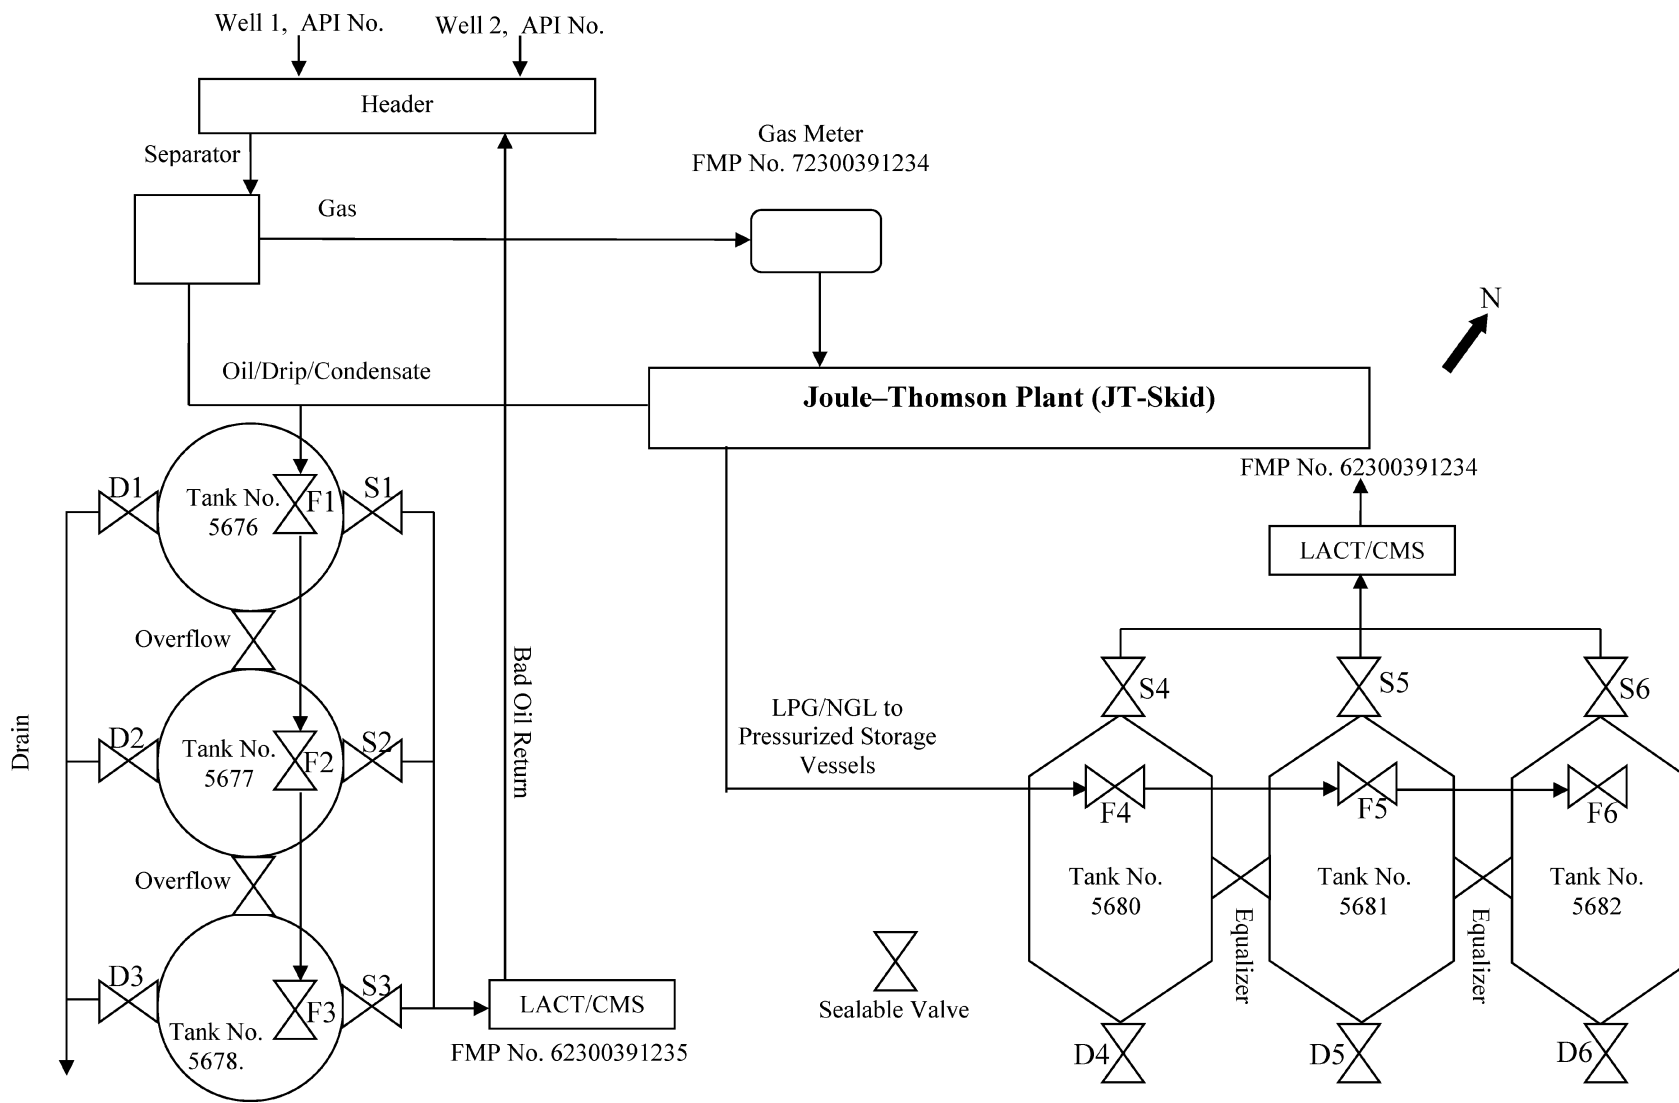 Well 1, API No.
Well 2, API No.
Header
Separator
Gas Meter
FMP No. 72300391234
Gas
N
Oil/Drip/Condensate
Joule–Thomson Plant (JT-Skid)
FMP No. 62300391234
LACT/CMS
D1
Tank No.
5676
F1
S1
Overflow
D2
Tank No.
5677
F2
S2
Overflow
D3
Tank No.
5678.
F3
S3
Drain
Bad Oil Return
LACT/CMS
FMP No. 62300391235
LPG/NGL to
Pressurized Storage
Vessels
S4
S5
S6
F4
F5
F6
Tank No.
5680
Tank No.
5681
Tank No.
5682
Equalizer
Equalizer
Sealable Valve
D4
D5
D6